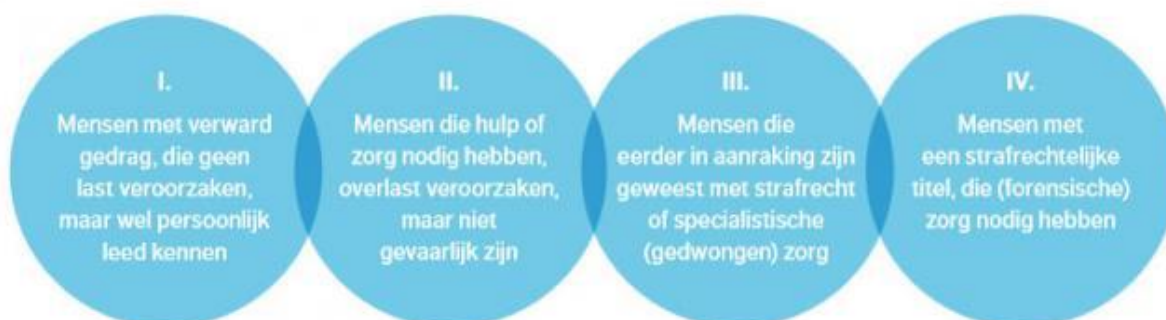 I.
Mensen met verward
gedrag, die geen
last veroorzaken,
maar wel persoonlijk
leed kennen
II.
Mensen die hulp of
zorg nodig hebben,
overlast veroorzaken,
maar niet
gevaarlijk zijn
III.
Mensen die
eerder in aanraking zijn
geweest met strafrecht
of specialistische
(gedwongen) zorg
IV.
Mensen met
een strafrechtelijke
titel, die (forensische)
zorg nodig hebben